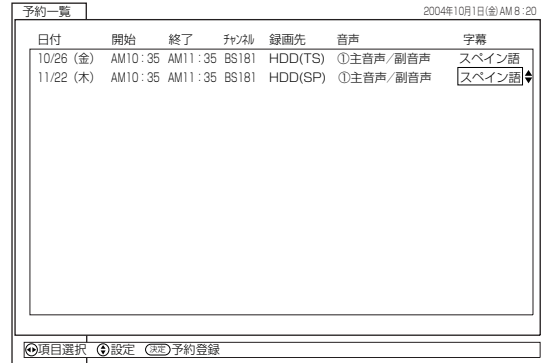 予約一覧 2004年10月1日(金)AM8:20
日付 開始 終了 チャンネル 録画先 音声 字幕
10/26 (金) AM10:35 AM11:35 BS181 HDD(TS) ①主音声/副音声 スペイン語
11/22 (木) AM10:35 AM11:35 BS181 HDD(SP) ①主音声/副音声 スペイン語
項目選択 設定 決定 予約登録